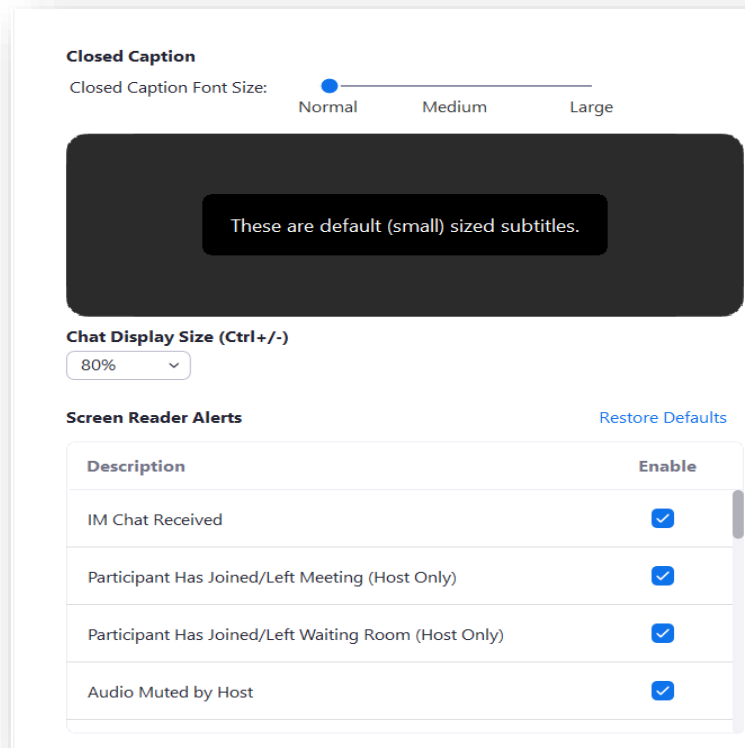 Closed Caption
Closed Caption Font Size:
Normal Medium Large
These are default (small) sized subtitles.
Chat Display Size (Ctrl+/-)
80%
Screen Reader Alerts Restore Defaults
Description Enable
IM Chat Received
Participant Has Joined/Left Meeting (Host Only)
Participant Has Joined/Left Waiting Room (Host Only)
Audio Muted by Host